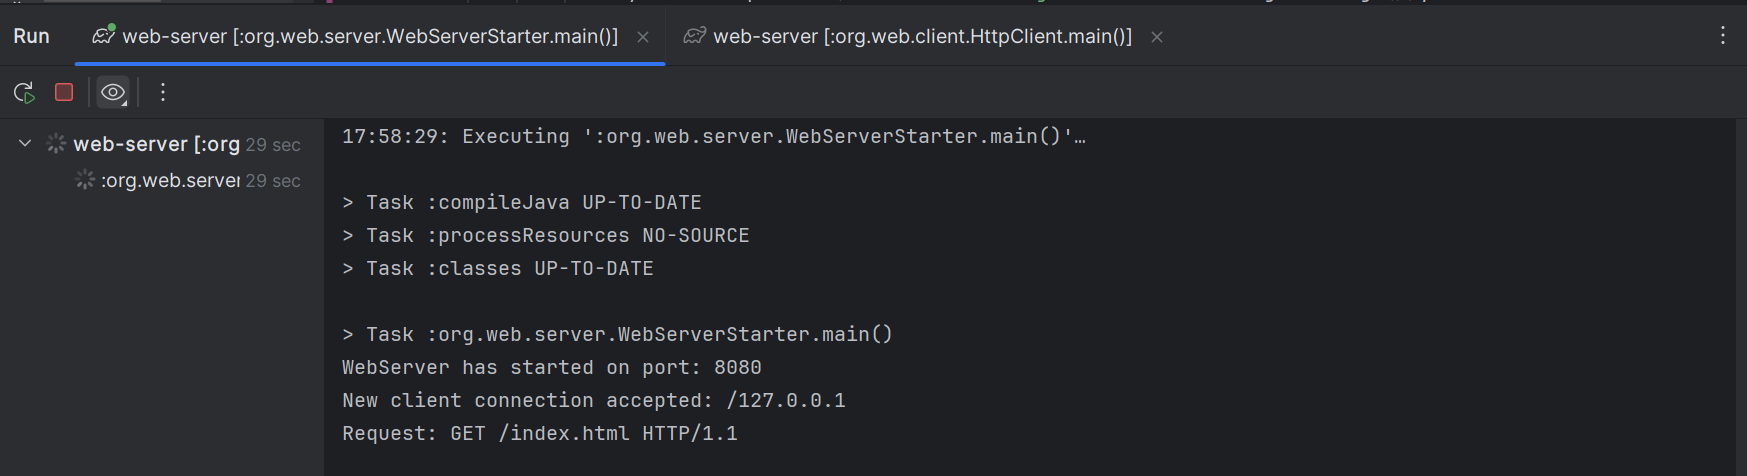 Run web-server [:org.web.server.WebServerStarter.main()] web-server [:org.web.client.HttpClient.main()]
web-server [:org 29 sec
:org.web.server 29 sec
17:58:29: Executing ':org.web.server.WebServerStarter.main()'…
> Task :compileJava UP-TO-DATE
> Task :processResources NO-SOURCE
> Task :classes UP-TO-DATE
> Task :org.web.server.WebServerStarter.main()
WebServer has started on port: 8080
New client connection accepted: /127.0.0.1
Request: GET /index.html HTTP/1.1